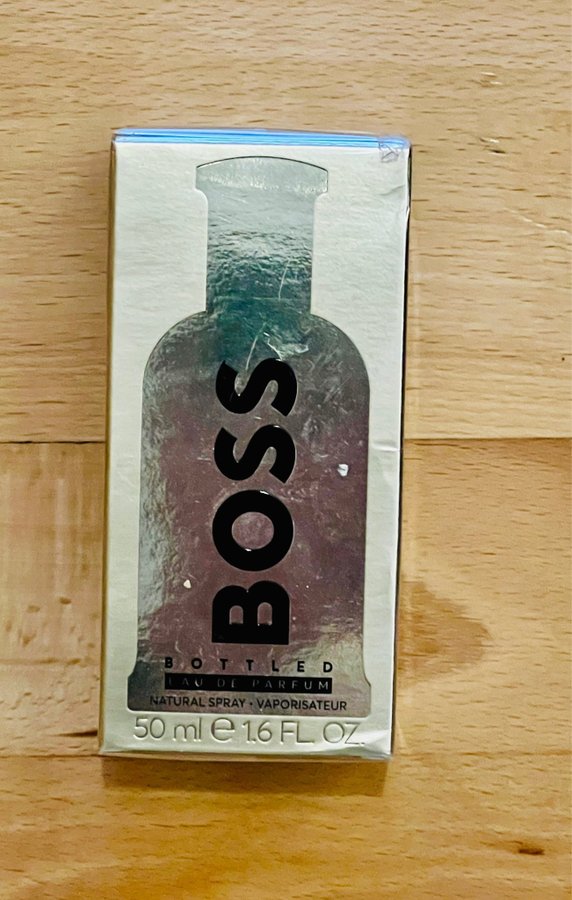 BOSS
BOTTLED
EAU DE PARFUM
NATURAL SPRAY • VAPORISATEUR
50 ml ℮ 1.6 FL. OZ.